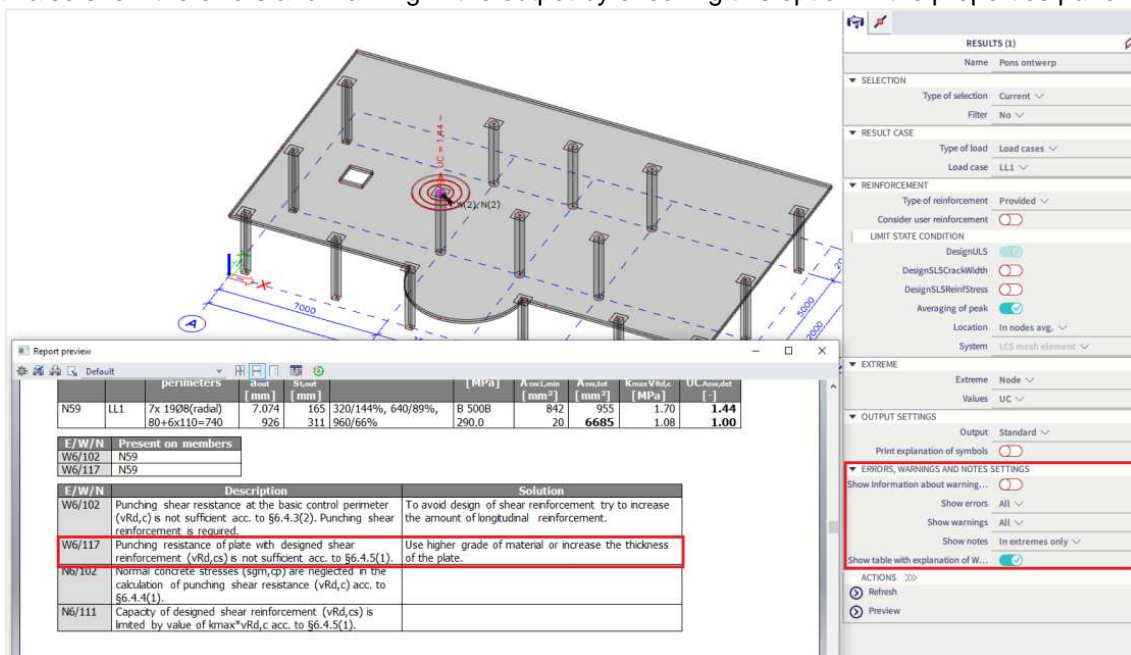 RESULTS (1)
Name Pons ontwerp
SELECTION
Type of selection Current
Filter No
RESULT CASE
Type of load Load cases
Load case LL1
REINFORCEMENT
Type of reinforcement Provided
Consider user reinforcement
LIMIT STATE CONDITION
DesignULS
DesignSLSCrackWidth
DesignSLSReinfStress
Averaging of peak
Location In nodes avg.
System LCS mesh element
EXTREME
Extreme Node
Values UC
OUTPUT SETTINGS
Output Standard
Print explanation of symbols
ERRORS, WARNINGS AND NOTES SETTINGS
Show Information about warning...
Show errors All
Show warnings All
Show notes In extremes only
Show table with explanation of W...
ACTIONS >>>
Refresh
Preview
UC = 1.44
W(2)/N(2)
7000
A
5000
2000
Report preview
Default
perimeters aout st,out [MPa] Asw1,min Asw,tot KmaxVRd,c UCAsw,det
[mm] [mm] [mm²] [mm²] [MPa] [-]
N59 LL1 7x 19Ø8(radial) 7.074 165 320/144%, 640/89%, B 500B 842 955 1.70 1.44
80+6x110=740 926 311 960/66% 290.0 20 6685 1.08 1.00
E/W/N Present on members
W6/102 N59
W6/117 N59
E/W/N Description Solution
W6/102 Punching shear resistance at the basic control perimeter To avoid design of shear reinforcement try to increase
(vRd,c) is not sufficient acc. to §6.4.3(2). Punching shear the amount of longitudinal reinforcement.
reinforcement is required.
W6/117 Punching resistance of plate with designed shear Use higher grade of material or increase the thickness
reinforcement (vRd,cs) is not sufficient acc. to §6.4.5(1). of the plate.
N6/102 Normal concrete stresses (sgm,cp) are neglected in the
calculation of punching shear resistance (vRd,c) acc. to
§6.4.4(1).
N6/111 Capacity of designed shear reinforcement (vRd,cs) is
limited by value of kmax*vRd,c acc. to §6.4.5(1).